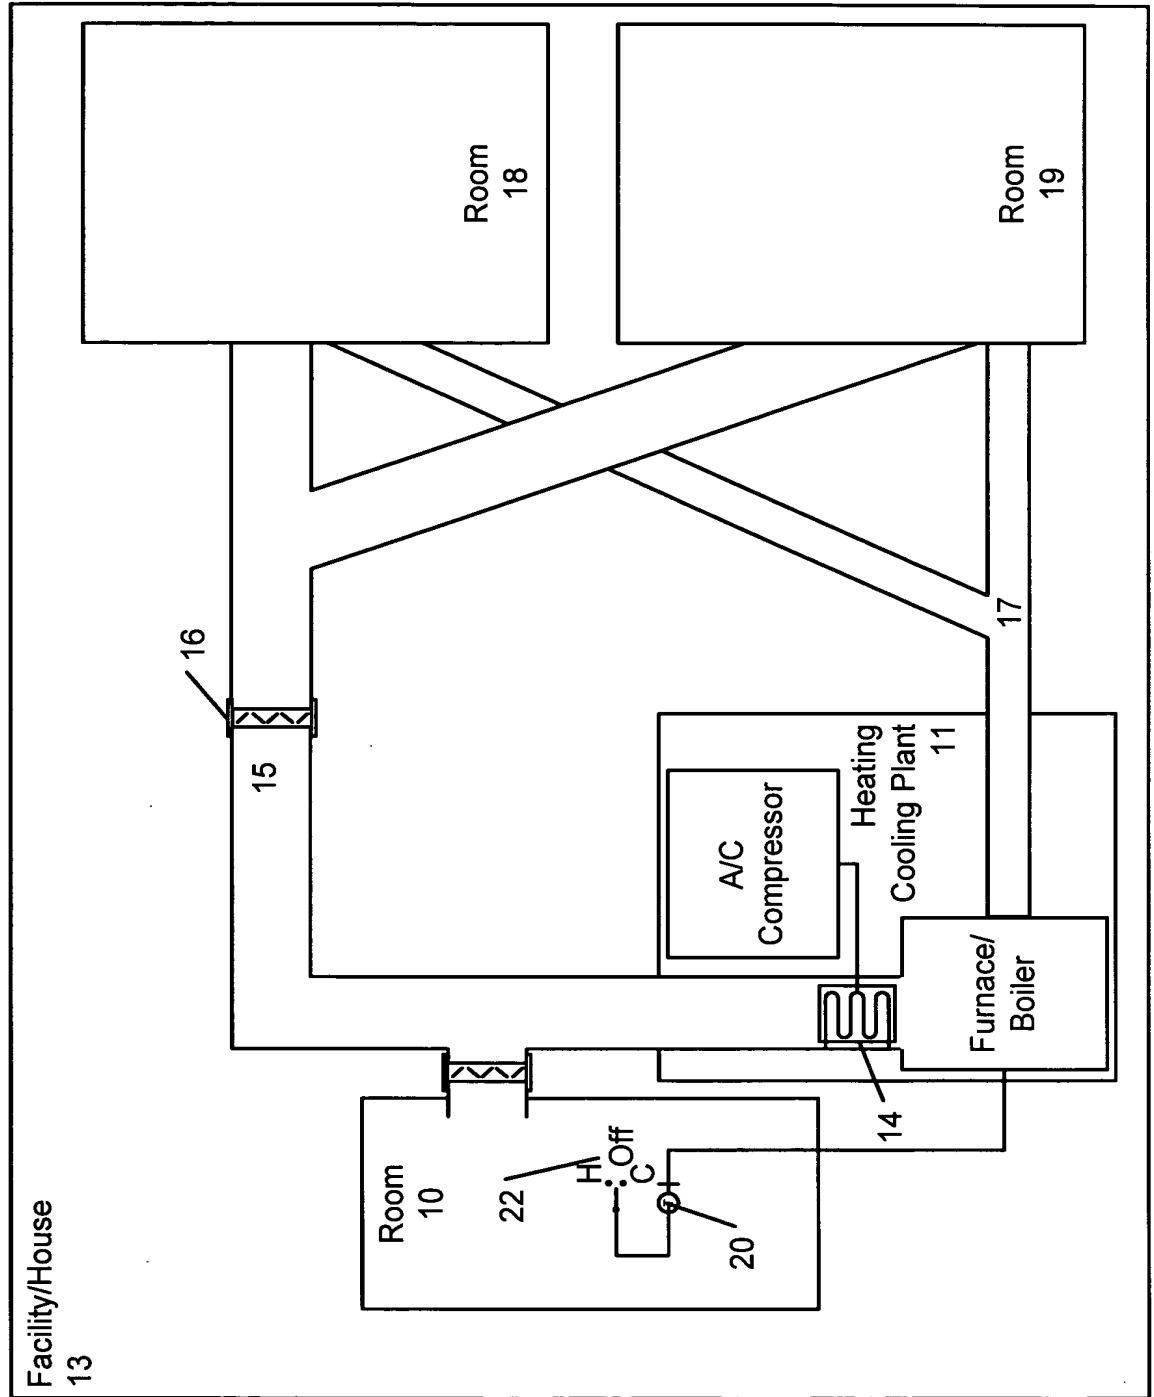 Facility/House
13
Room
10
22
H
Off
C
20
14
15
16
A/C
Compressor
Heating
Cooling Plant
11
Furnace/
Boiler
17
Room
18
Room
19